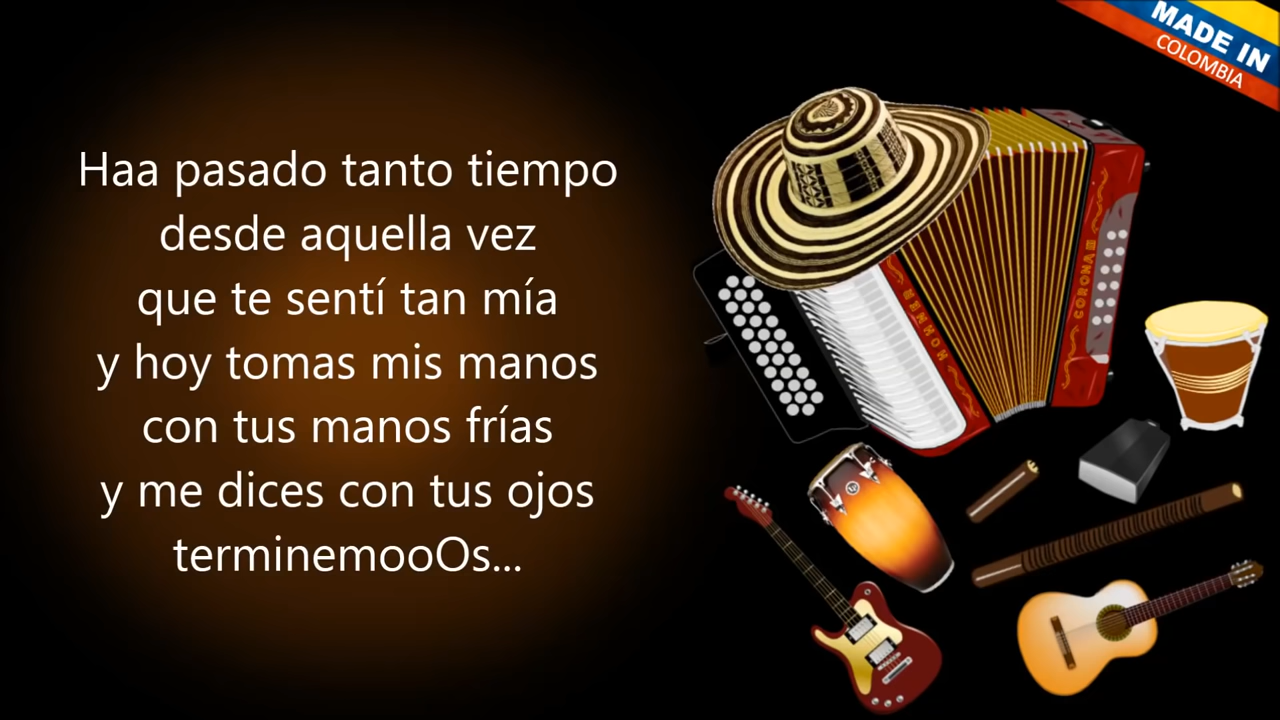 MADE IN
COLOMBIA
Haa pasado tanto tiempo
desde aquella vez
que te sentí tan mía
y hoy tomas mis manos
con tus manos frías
y me dices con tus ojos
terminemooOs...
HOHNER
CORONA III